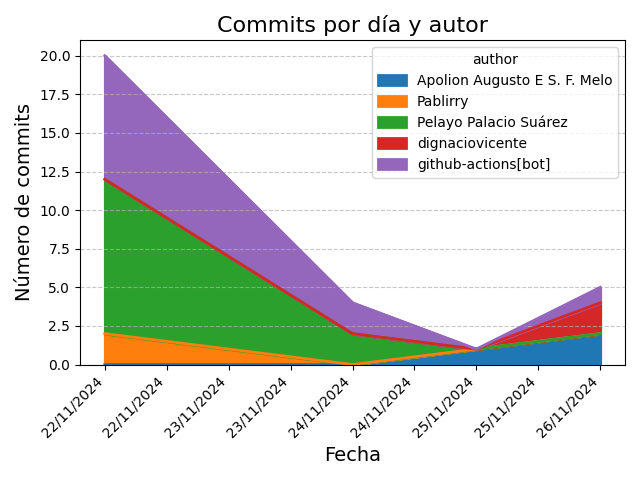 Commits por día y autor
20.0
17.5
15.0
12.5
10.0
7.5
5.0
2.5
0.0
Número de commits
author
Apolion Augusto E S. F. Melo
Pablirry
Pelayo Palacio Suárez
dignaciovicente
github-actions[bot]
22/11/2024
22/11/2024
23/11/2024
23/11/2024
24/11/2024
24/11/2024
25/11/2024
25/11/2024
26/11/2024
Fecha